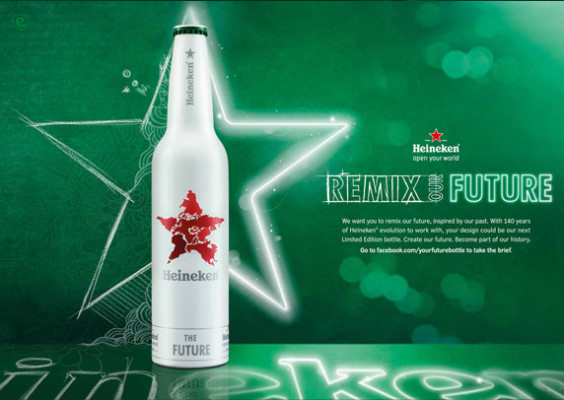 Heineken
Heineken®
THE
FUTURE
Heineken®
open your world
REMIX OUR FUTURE
We want you to remix our future, inspired by our past. With 140 years
of Heineken® evolution to work with, your design could be our next
Limited Edition bottle. Create our future. Become part of our history.
Go to facebook.com/yourfuturebottle to take the brief.
ineken